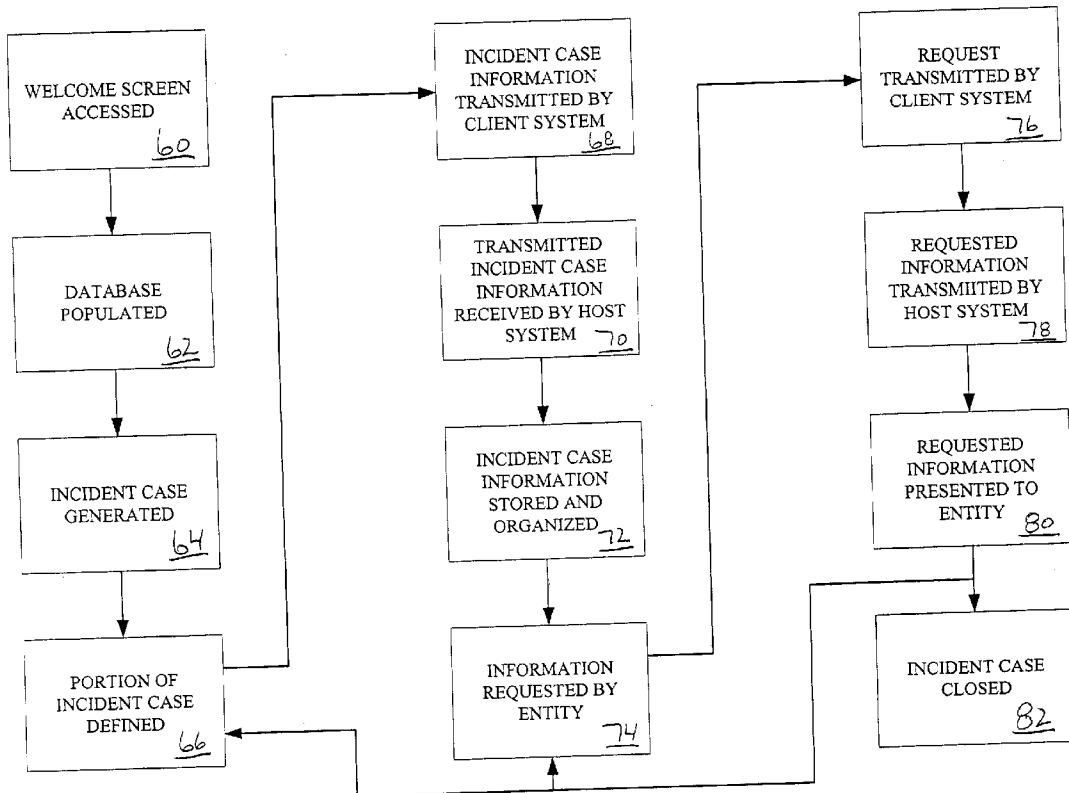 WELCOME SCREEN
ACCESSED
60
DATABASE
POPULATED
62
INCIDENT CASE
GENERATED
64
PORTION OF
INCIDENT CASE
DEFINED
66
INCIDENT CASE
INFORMATION
TRANSMITTED BY
CLIENT SYSTEM
68
TRANSMITTED
INCIDENT CASE
INFORMATION
RECEIVED BY HOST
SYSTEM
70
INCIDENT CASE
INFORMATION
STORED AND
ORGANIZED
72
INFORMATION
REQUESTED BY
ENTITY
74
REQUEST
TRANSMITTED BY
CLIENT SYSTEM
76
REQUESTED
INFORMATION
TRANSMIITED BY
HOST SYSTEM
78
REQUESTED
INFORMATION
PRESENTED TO
ENTITY
80
INCIDENT CASE
CLOSED
82